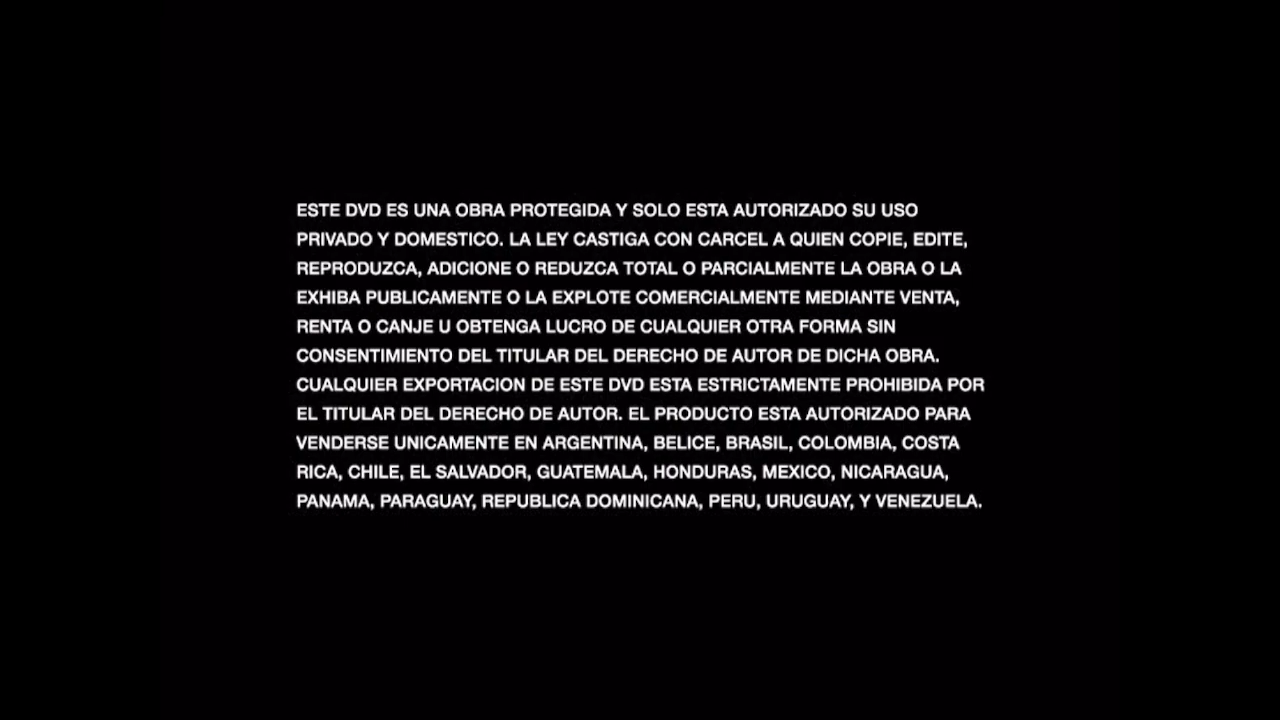 ESTE DVD ES UNA OBRA PROTEGIDA Y SOLO ESTA AUTORIZADO SU USO
PRIVADO Y DOMESTICO. LA LEY CASTIGA CON CARCEL A QUIEN COPIE, EDITE,
REPRODUZCA, ADICIONE O REDUZCA TOTAL O PARCIALMENTE LA OBRA O LA
EXHIBA PUBLICAMENTE O LA EXPLOTE COMERCIALMENTE MEDIANTE VENTA,
RENTA O CANJE U OBTENGA LUCRO DE CUALQUIER OTRA FORMA SIN
CONSENTIMIENTO DEL TITULAR DEL DERECHO DE AUTOR DE DICHA OBRA.
CUALQUIER EXPORTACION DE ESTE DVD ESTA ESTRICTAMENTE PROHIBIDA POR
EL TITULAR DEL DERECHO DE AUTOR. EL PRODUCTO ESTA AUTORIZADO PARA
VENDERSE UNICAMENTE EN ARGENTINA, BELICE, BRASIL, COLOMBIA, COSTA
RICA, CHILE, EL SALVADOR, GUATEMALA, HONDURAS, MEXICO, NICARAGUA,
PANAMA, PARAGUAY, REPUBLICA DOMINICANA, PERU, URUGUAY, Y VENEZUELA.